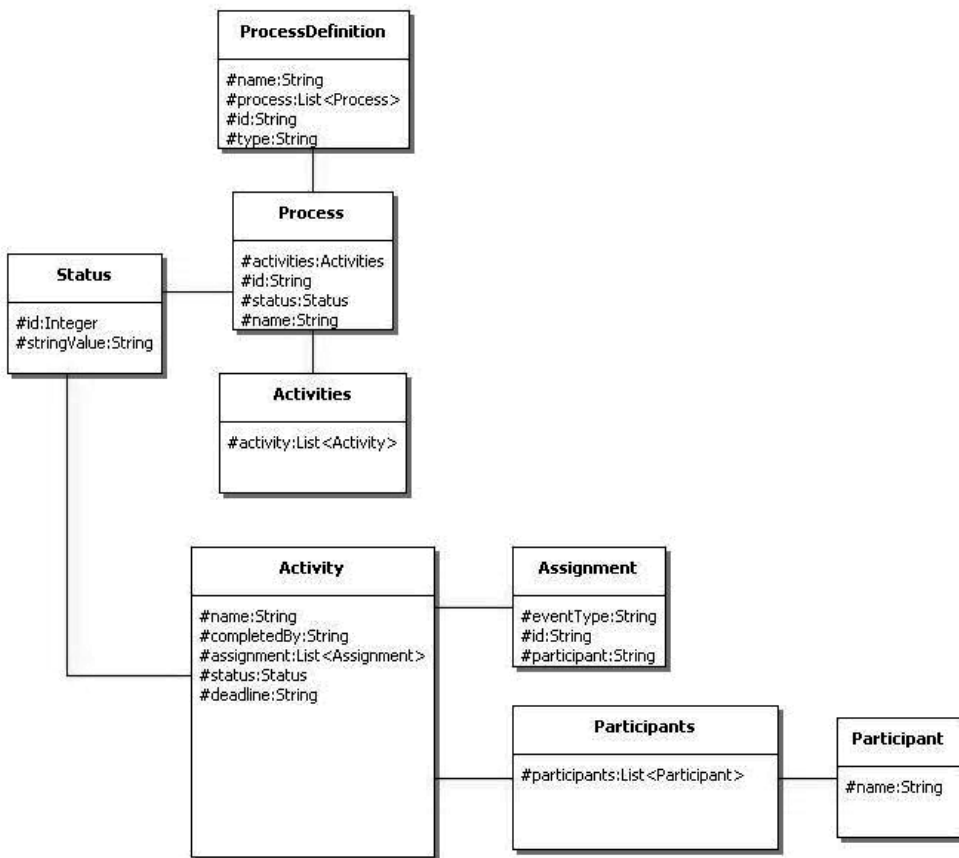 ProcessDefinition
#name:String
#process:List<Process>
#id:String
#type:String
Process
#activities:Activities
#id:String
#status:Status
#name:String
Status
#id:Integer
#stringValue:String
Activities
#activity:List<Activity>
Activity
#name:String
#completedBy:String
#assignment:List<Assignment>
#status:Status
#deadline:String
Assignment
#eventType:String
#id:String
#participant:String
Participants
#participants:List<Participant>
Participant
#name:String